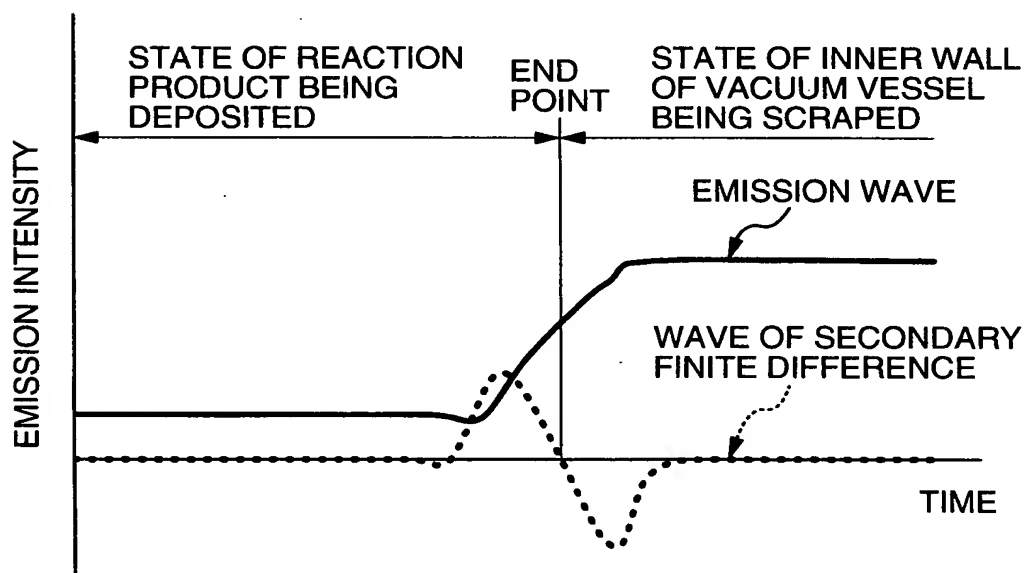 STATE OF REACTION
PRODUCT BEING
DEPOSITED
END
POINT
STATE OF INNER WALL
OF VACUUM VESSEL
BEING SCRAPED
EMISSION INTENSITY
EMISSION WAVE
WAVE OF SECONDARY
FINITE DIFFERENCE
TIME